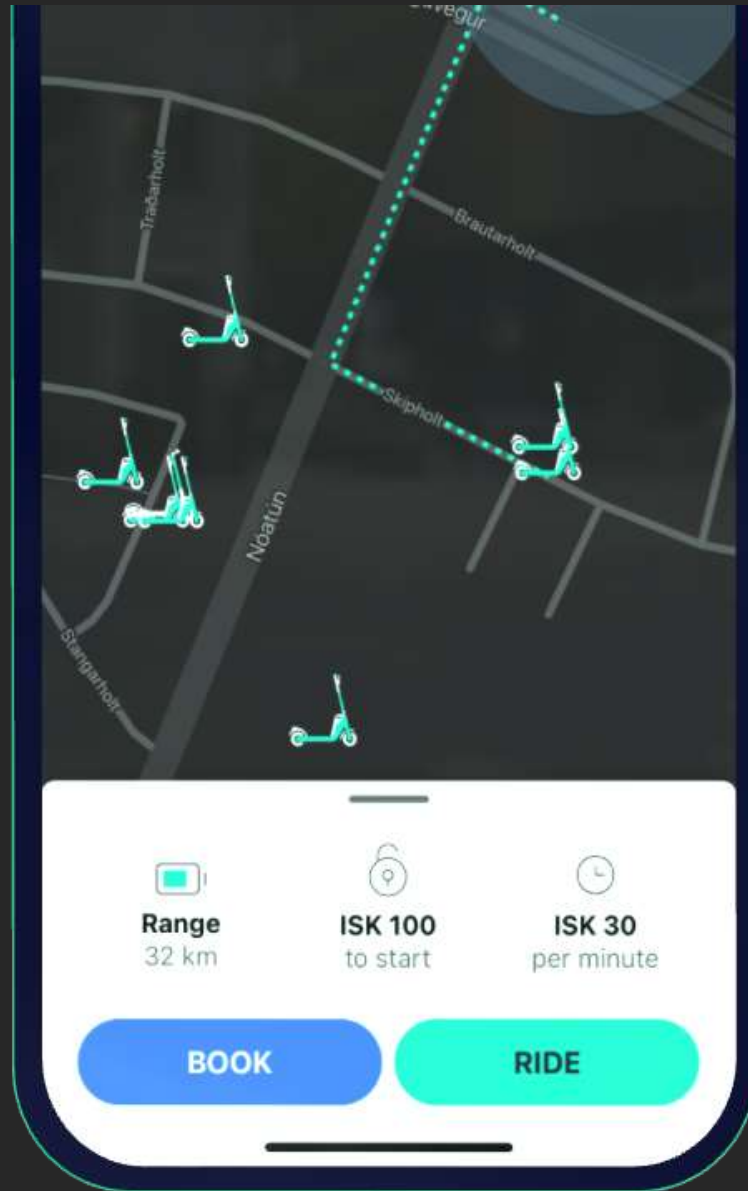 Traðarholt
Brautarholt
Skipholt
Nóatún
Stangarholt
Range
32 km
ISK 100
to start
ISK 30
per minute
BOOK
RIDE